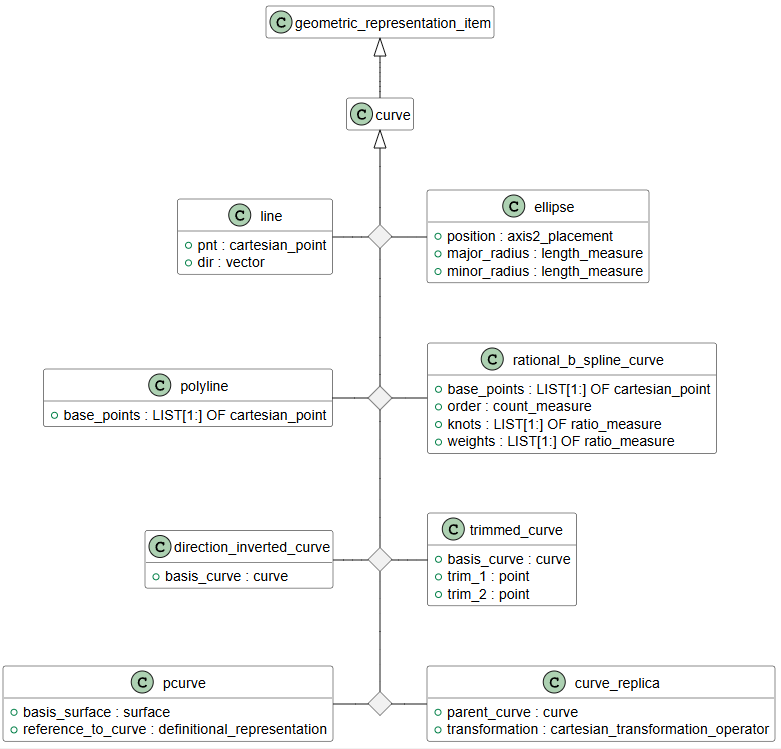 C geometric_representation_item
C curve
C line
pnt : cartesian_point
dir : vector
C ellipse
position : axis2_placement
major_radius : length_measure
minor_radius : length_measure
C polyline
base_points : LIST[1:] OF cartesian_point
C rational_b_spline_curve
base_points : LIST[1:] OF cartesian_point
order : count_measure
knots : LIST[1:] OF ratio_measure
weights : LIST[1:] OF ratio_measure
C direction_inverted_curve
basis_curve : curve
C trimmed_curve
basis_curve : curve
trim_1 : point
trim_2 : point
C pcurve
basis_surface : surface
reference_to_curve : definitional_representation
C curve_replica
parent_curve : curve
transformation : cartesian_transformation_operator